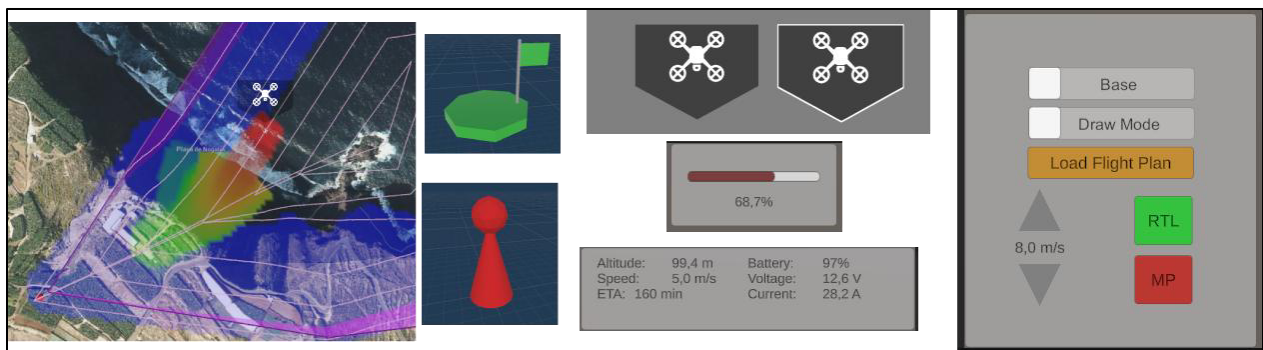 Playa de Nogales
68,7%
Altitude: 99,4 m Battery: 97%
Speed: 5,0 m/s Voltage: 12,6 V
ETA: 160 min Current: 28,2 A
Base
Draw Mode
Load Flight Plan
8,0 m/s
RTL
MP